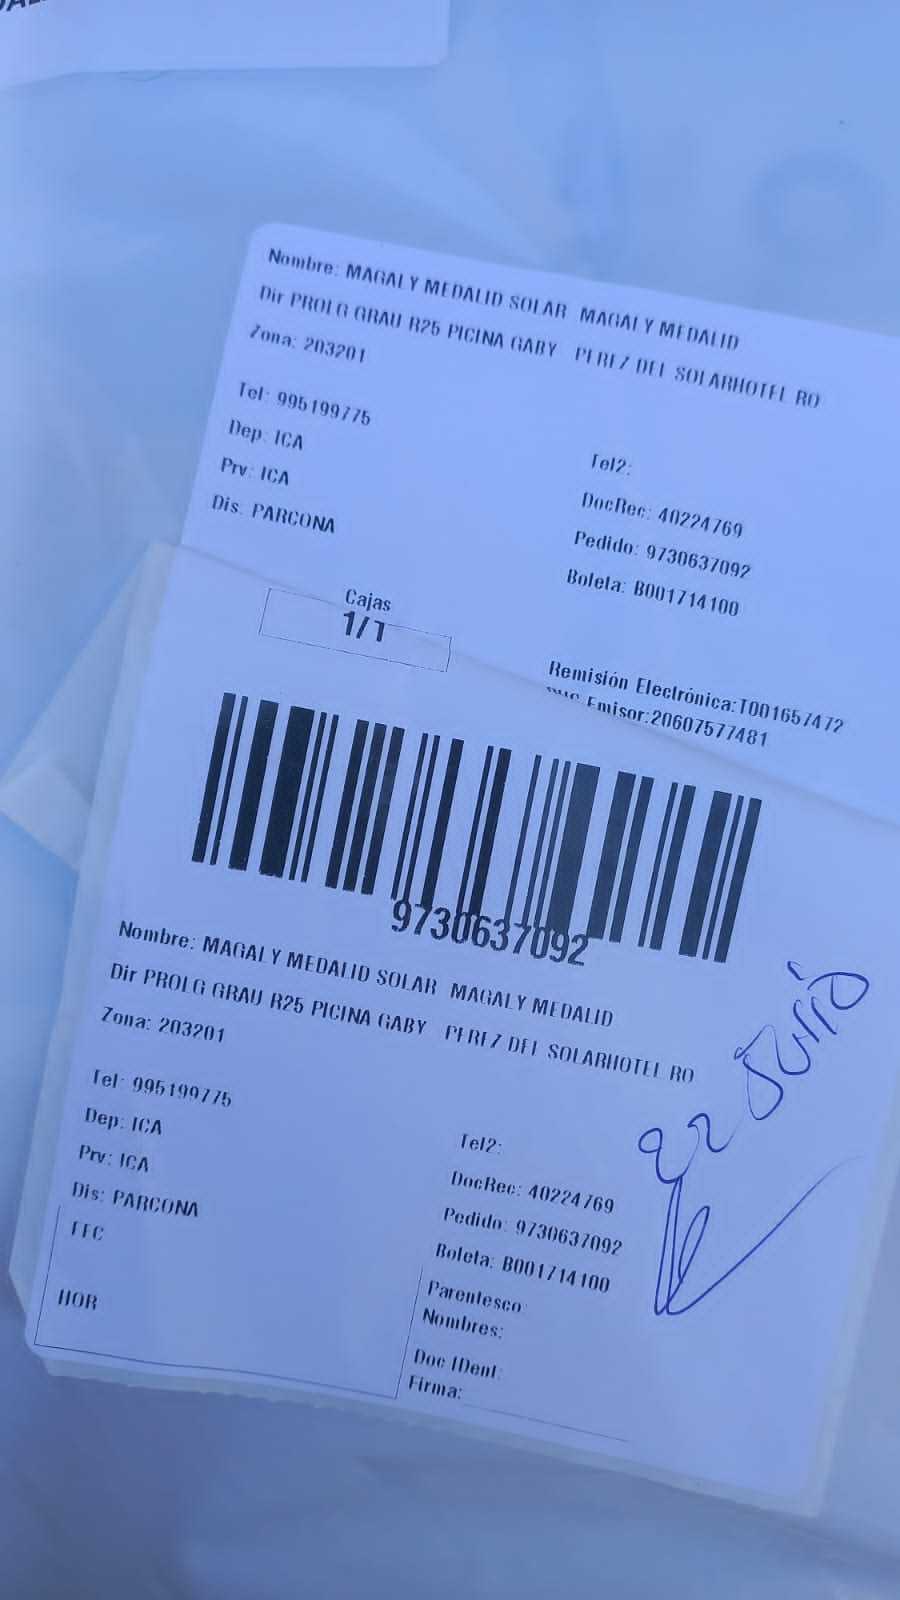 Nombre: MAGALY MEDALID SOLAR MAGALY MEDALID
Dir PROLG GRAU R25 PICINA GABY PEREZ DEL SOLARHOTEL RO
Zona: 203201
Tel: 995199775
Dep: ICA
Prv: ICA
Dis: PARCONA
Tel2:
DocRec: 40224769
Pedido: 9730637092
Boleta: B001714100
Cajas
1/1
Remisión Electrónica:T001657472
Emisor:20607577481
9730637092
Nombre: MAGALY MEDALID SOLAR MAGALY MEDALID
Dir PROLG GRAU R25 PICINA GABY PEREZ DEL SOLARHOTEL RO
Zona: 203201
Tel: 995199775
Dep: ICA
Prv: ICA
Dis: PARCONA
Tel2:
DocRec: 40224769
Pedido: 9730637092
Boleta: B001714100
FFC
HOR
Parentesco
Nombres:
Doc IDent:
Firma:
22 Julio